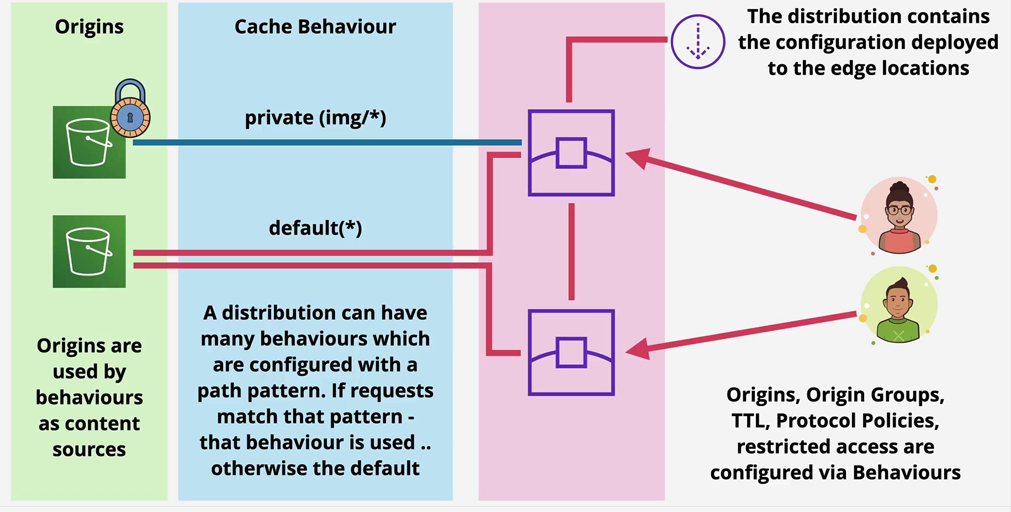 Origins
Cache Behaviour
The distribution contains
the configuration deployed
to the edge locations
private (img/*)
default(*)
A distribution can have
many behaviours which
are configured with a
path pattern. If requests
match that pattern -
that behaviour is used ..
otherwise the default
Origins are
used by
behaviours
as content
sources
Origins, Origin Groups,
TTL, Protocol Policies,
restricted access are
configured via Behaviours